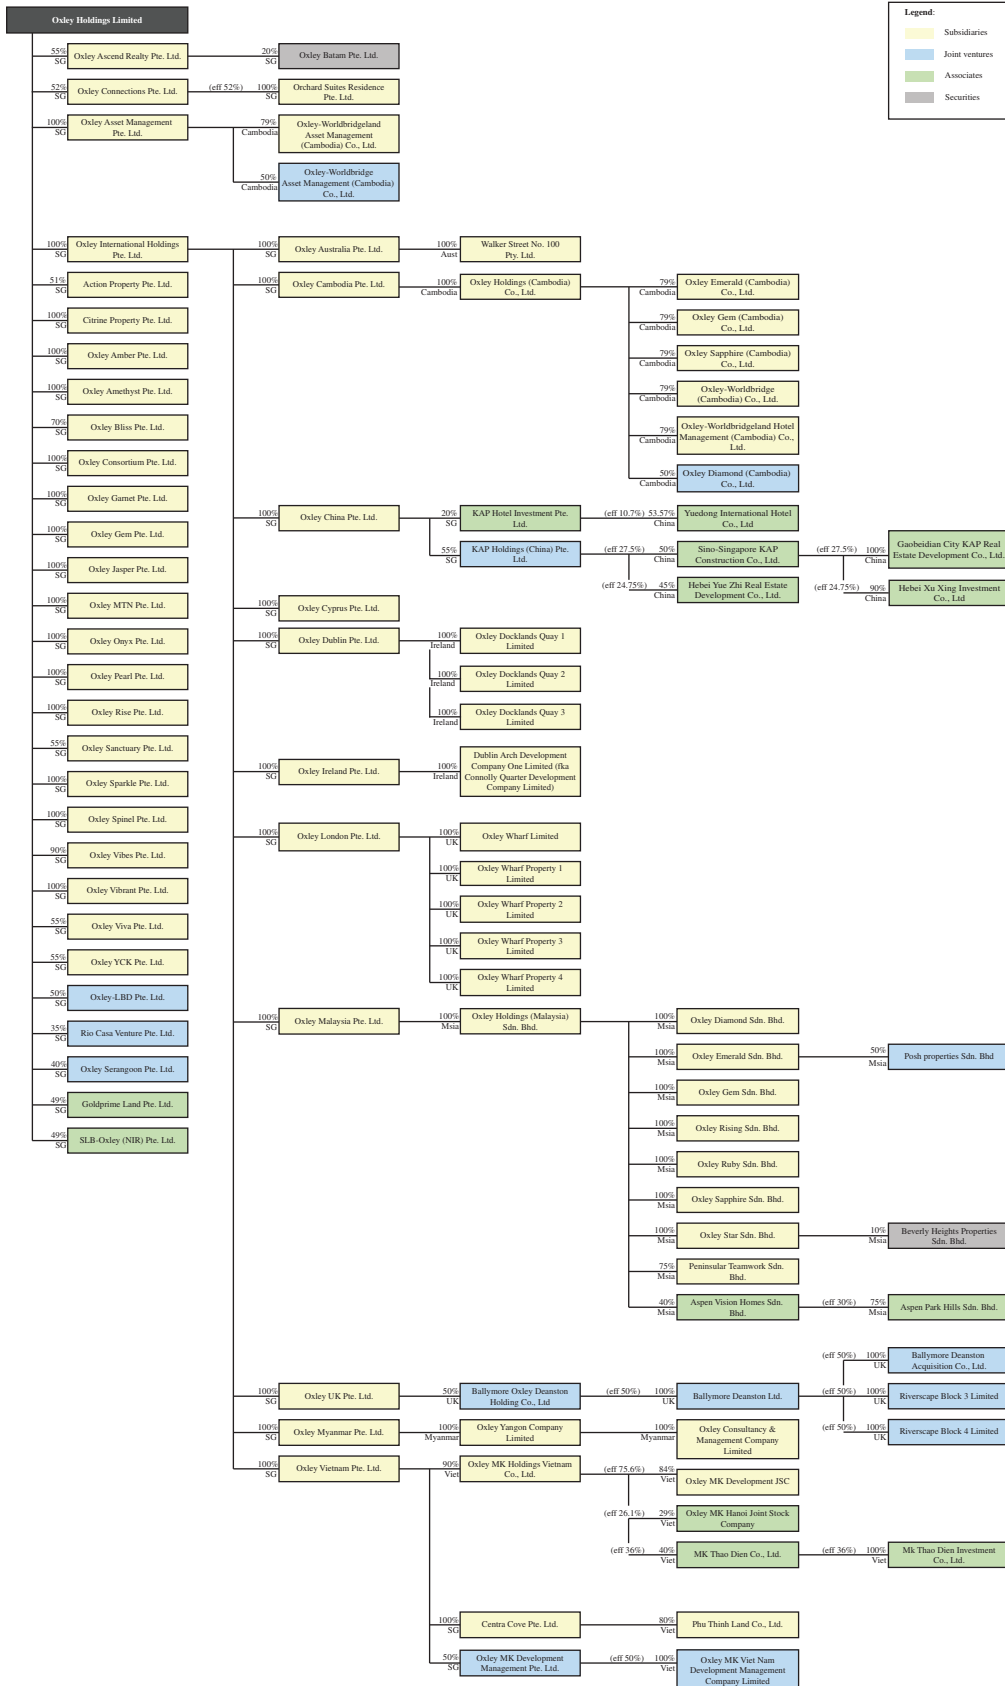 Oxley Holdings Limited
Legend:
Subsidiaries
Joint ventures
Associates
Securities
55%
SG
Oxley Ascend Realty Pte. Ltd.
20%
SG
Oxley Batam Pte. Ltd.
52%
SG
Oxley Connections Pte. Ltd.
(eff 52%)
100%
SG
Orchard Suites Residence
Pte. Ltd.
100%
SG
Oxley Asset Management
Pte. Ltd.
79%
Cambodia
Oxley-Worldbridgeland
Asset Management
(Cambodia) Co., Ltd.
50%
Cambodia
Oxley-Worldbridge
Asset Management (Cambodia)
Co., Ltd.
100%
SG
Oxley International Holdings
Pte. Ltd.
100%
SG
Oxley Australia Pte. Ltd.
100%
Aust
Walker Street No. 100
Pty. Ltd.
51%
SG
Action Property Pte. Ltd.
100%
SG
Oxley Cambodia Pte. Ltd.
100%
Cambodia
Oxley Holdings (Cambodia)
Co., Ltd.
79%
Cambodia
Oxley Emerald (Cambodia)
Co., Ltd.
100%
SG
Citrine Property Pte. Ltd.
79%
Cambodia
Oxley Gem (Cambodia)
Co., Ltd.
100%
SG
Oxley Amber Pte. Ltd.
79%
Cambodia
Oxley Sapphire (Cambodia)
Co., Ltd.
100%
SG
Oxley Amethyst Pte. Ltd.
79%
Cambodia
Oxley-Worldbridge
(Cambodia) Co., Ltd.
70%
SG
Oxley Bliss Pte. Ltd.
79%
Cambodia
Oxley-Worldbridgeland Hotel
Management (Cambodia) Co.,
Ltd.
100%
SG
Oxley Consortium Pte. Ltd.
50%
Cambodia
Oxley Diamond (Cambodia)
Co., Ltd.
100%
SG
Oxley Garnet Pte. Ltd.
100%
SG
Oxley China Pte. Ltd.
20%
SG
KAP Hotel Investment Pte.
Ltd.
(eff 10.7%)
53.57%
China
Yuedong International Hotel
Co., Ltd
100%
SG
Oxley Gem Pte. Ltd.
55%
SG
KAP Holdings (China) Pte.
Ltd.
(eff 27.5%)
50%
China
Sino-Singapore KAP
Construction Co., Ltd.
(eff 27.5%)
100%
China
Gaobeidian City KAP Real
Estate Development Co., Ltd.
100%
SG
Oxley Jasper Pte. Ltd.
(eff 24.75%)
45%
China
Hebei Yue Zhi Real Estate
Development Co., Ltd.
(eff 24.75%)
90%
China
Hebei Xu Xing Investment
Co., Ltd
100%
SG
Oxley MTN Pte. Ltd.
100%
SG
Oxley Cyprus Pte. Ltd.
100%
SG
Oxley Onyx Pte. Ltd.
100%
SG
Oxley Dublin Pte. Ltd.
100%
Ireland
Oxley Docklands Quay 1
Limited
100%
SG
Oxley Pearl Pte. Ltd.
100%
Ireland
Oxley Docklands Quay 2
Limited
100%
SG
Oxley Rise Pte. Ltd.
100%
Ireland
Oxley Docklands Quay 3
Limited
55%
SG
Oxley Sanctuary Pte. Ltd.
100%
SG
Oxley Ireland Pte. Ltd.
100%
Ireland
Dublin Arch Development
Company One Limited (fka
Connolly Quarter Development
Company Limited)
100%
SG
Oxley Sparkle Pte. Ltd.
100%
SG
Oxley Spinel Pte. Ltd.
100%
SG
Oxley London Pte. Ltd.
100%
UK
Oxley Wharf Limited
90%
SG
Oxley Vibes Pte. Ltd.
100%
UK
Oxley Wharf Property 1
Limited
100%
SG
Oxley Vibrant Pte. Ltd.
100%
UK
Oxley Wharf Property 2
Limited
55%
SG
Oxley Viva Pte. Ltd.
100%
UK
Oxley Wharf Property 3
Limited
55%
SG
Oxley YCK Pte. Ltd.
100%
UK
Oxley Wharf Property 4
Limited
50%
SG
Oxley-LBD Pte. Ltd.
100%
SG
Oxley Malaysia Pte. Ltd.
100%
Msia
Oxley Holdings (Malaysia)
Sdn. Bhd.
100%
Msia
Oxley Diamond Sdn. Bhd.
35%
SG
Rio Casa Venture Pte. Ltd.
100%
Msia
Oxley Emerald Sdn. Bhd.
50%
Msia
Posh properties Sdn. Bhd
40%
SG
Oxley Serangoon Pte. Ltd.
100%
Msia
Oxley Gem Sdn. Bhd.
49%
SG
Goldprime Land Pte. Ltd.
100%
Msia
Oxley Rising Sdn. Bhd.
49%
SG
SLB-Oxley (NIR) Pte. Ltd.
100%
Msia
Oxley Ruby Sdn. Bhd.
100%
Msia
Oxley Sapphire Sdn. Bhd.
100%
Msia
Oxley Star Sdn. Bhd.
10%
Msia
Beverly Heights Properties
Sdn. Bhd.
75%
Msia
Peninsular Teamwork Sdn.
Bhd.
40%
Msia
Aspen Vision Homes Sdn.
Bhd.
(eff 30%)
75%
Msia
Aspen Park Hills Sdn. Bhd.
(eff 50%)
100%
UK
Ballymore Deanston
Acquisition Co., Ltd.
100%
SG
Oxley UK Pte. Ltd.
50%
UK
Ballymore Oxley Deanston
Holding Co., Ltd
(eff 50%)
100%
UK
Ballymore Deanston Ltd.
(eff 50%)
100%
UK
Riverscape Block 3 Limited
(eff 50%)
100%
UK
Riverscape Block 4 Limited
100%
SG
Oxley Myanmar Pte. Ltd.
100%
Myanmar
Oxley Yangon Company
Limited
100%
Myanmar
Oxley Consultancy &
Management Company
Limited
100%
SG
Oxley Vietnam Pte. Ltd.
90%
Viet
Oxley MK Holdings Vietnam
Co., Ltd.
(eff 75.6%)
84%
Viet
Oxley MK Development JSC
(eff 26.1%)
29%
Viet
Oxley MK Hanoi Joint Stock
Company
(eff 36%)
40%
Viet
MK Thao Dien Co., Ltd.
(eff 36%)
100%
Viet
Mk Thao Dien Investment
Co., Ltd.
100%
SG
Centra Cove Pte. Ltd.
80%
Viet
Phu Thinh Land Co., Ltd.
50%
SG
Oxley MK Development
Management Pte. Ltd.
(eff 50%)
100%
Viet
Oxley MK Viet Nam
Development Management
Company Limited